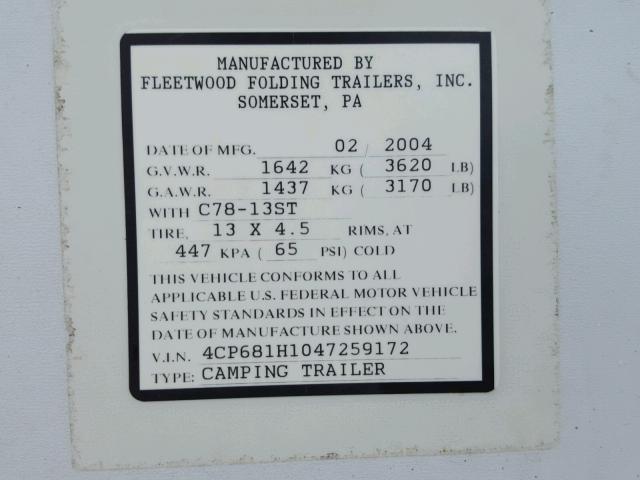 MANUFACTURED BY
FLEETWOOD FOLDING TRAILERS, INC.
SOMERSET, PA
DATE OF MFG. 02 / 2004
G.V.W.R. 1642 KG ( 3620 LB)
G.A.W.R. 1437 KG ( 3170 LB)
WITH C78-13ST
TIRE, 13 X 4.5 RIMS, AT
447 KPA ( 65 PSI) COLD
THIS VEHICLE CONFORMS TO ALL
APPLICABLE U.S. FEDERAL MOTOR VEHICLE
SAFETY STANDARDS IN EFFECT ON THE
DATE OF MANUFACTURE SHOWN ABOVE.
V.I.N. 4CP681H1047259172
TYPE: CAMPING TRAILER